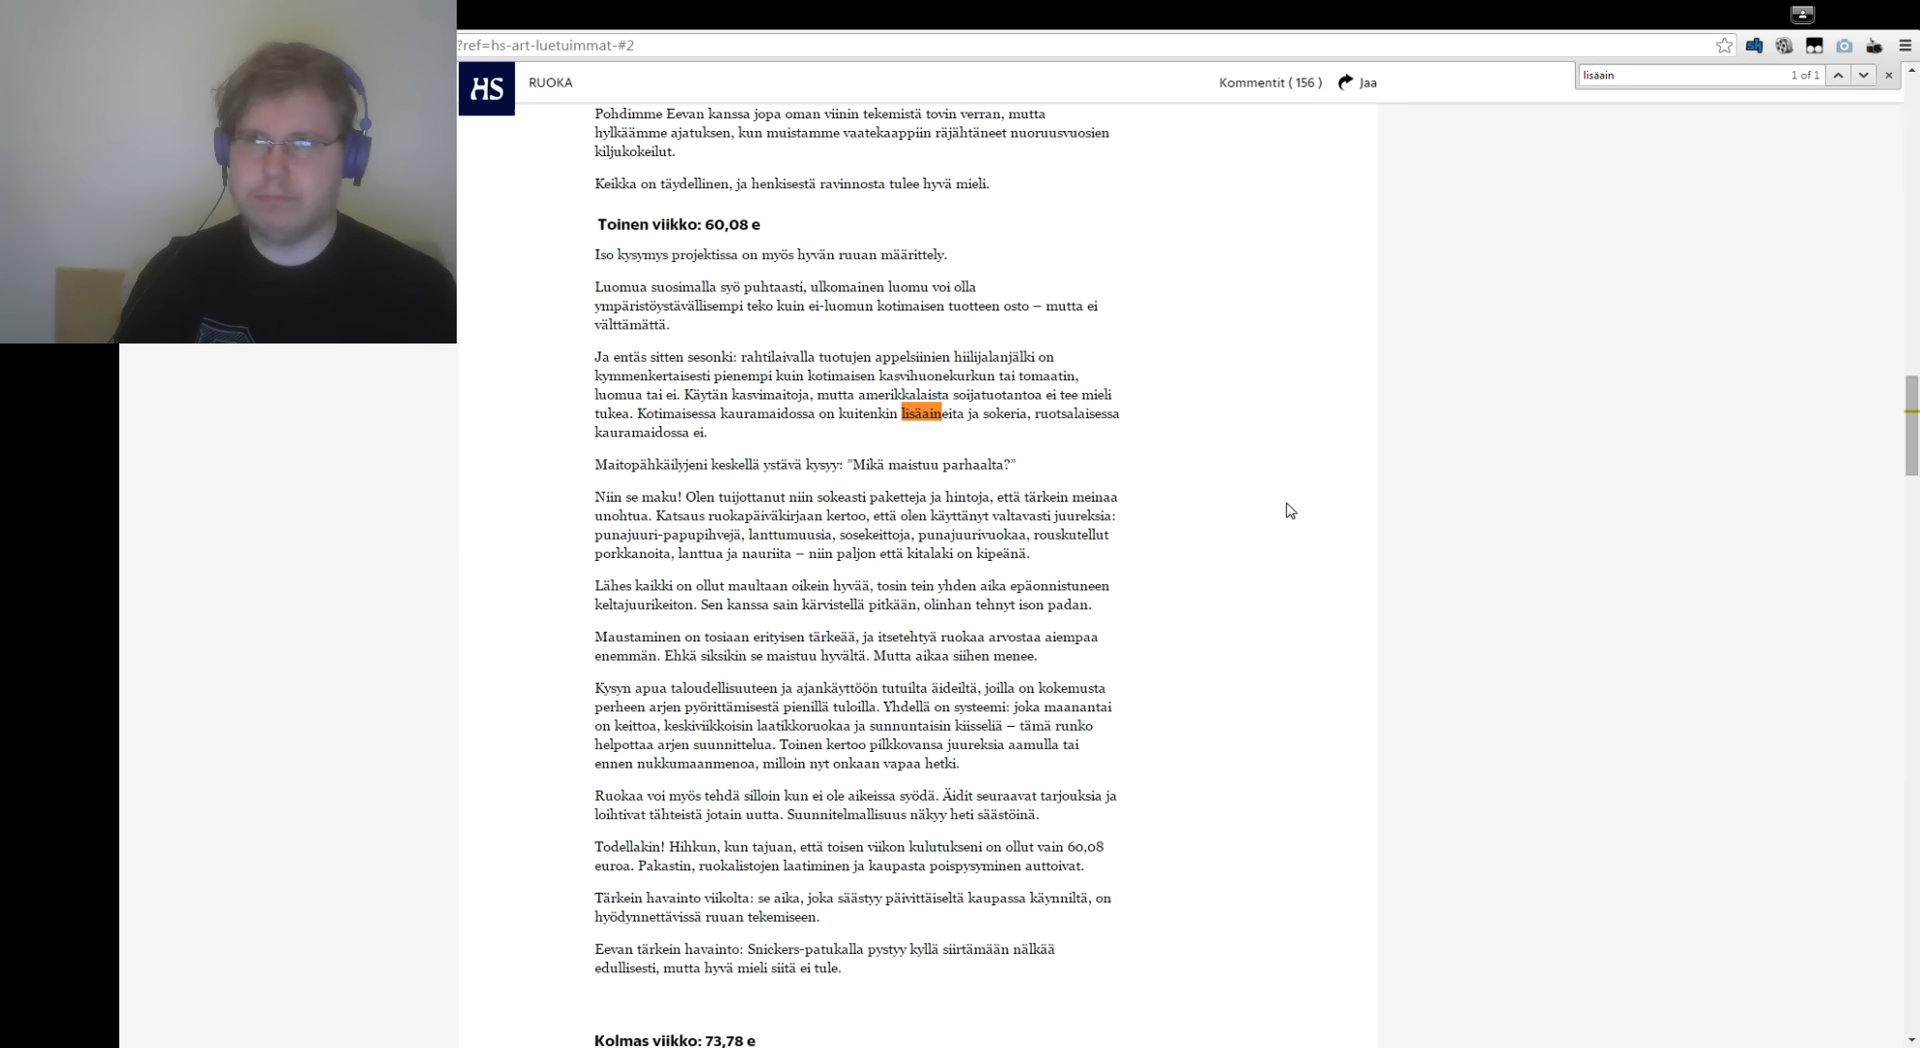 ?ref=hs-art-luetuimmat-#2
lisäain
1 of 1
HS
RUOKA
Kommentit ( 156 )
Jaa
Pohdimme Eevan kanssa jopa oman viinin tekemistä tovin verran, mutta
hylkäämme ajatuksen, kun muistamme vaatekaappiin räjähtäneet nuoruusvuosien
kiljukokeilut.
Keikka on täydellinen, ja henkisestä ravinnosta tulee hyvä mieli.
Toinen viikko: 60,08 e
Iso kysymys projektissa on myös hyvän ruuan määrittely.
Luomua suosimalla syö puhtaasti, ulkomainen luomu voi olla
ympäristöystävällisempi teko kuin ei-luomun kotimaisen tuotteen osto – mutta ei
välttämättä.
Ja entäs sitten sesonki: rahtilaivalla tuotujen appelsiinien hiilijalanjälki on
kymmenkertaisesti pienempi kuin kotimaisen kasvihuonekurkun tai tomaatin,
luomua tai ei. Käytän kasvimaitoja, mutta amerikkalaista soijatuotantoa ei tee mieli
tukea. Kotimaisessa kauramaidossa on kuitenkin lisäaineita ja sokeria, ruotsalaisessa
kauramaidossa ei.
Maitopähkäilyjeni keskellä ystävä kysyy: ”Mikä maistuu parhaalta?”
Niin se maku! Olen tuijottanut niin sokeasti paketteja ja hintoja, että tärkein meinaa
unohtua. Katsaus ruokapäiväkirjaan kertoo, että olen käyttänyt valtavasti juureksia:
punajuuri-papupihvejä, lanttumuusia, sosekeittoja, punajuurivuokaa, rouskutellut
porkkanoita, lanttua ja nauriita – niin paljon että kitalaki on kipeänä.
Lähes kaikki on ollut maultaan oikein hyvää, tosin tein yhden aika epäonnistuneen
keltajuurikeiton. Sen kanssa sain kärvistellä pitkään, olinhan tehnyt ison padan.
Maustaminen on tosiaan erityisen tärkeää, ja itsetehtyä ruokaa arvostaa aiempaa
enemmän. Ehkä siksikin se maistuu hyvältä. Mutta aikaa siihen menee.
Kysyn apua taloudellisuuteen ja ajankäyttöön tutuilta äideiltä, joilla on kokemusta
perheen arjen pyörittämisestä pienillä tuloilla. Yhdellä on systeemi: joka maanantai
on keittoa, keskiviikkoisin laatikkoruokaa ja sunnuntaisin kiisseliä – tämä runko
helpottaa arjen suunnittelua. Toinen kertoo pilkkovansa juureksia aamulla tai
ennen nukkumaanmenoa, milloin nyt onkaan vapaa hetki.
Ruokaa voi myös tehdä silloin kun ei ole aikeissa syödä. Äidit seuraavat tarjouksia ja
loihtivat tähteistä jotain uutta. Suunnitelmallisuus näkyy heti säästöinä.
Todellakin! Hihkun, kun tajuan, että toisen viikon kulutukseni on ollut vain 60,08
euroa. Pakastin, ruokalistojen laatiminen ja kaupasta poispysyminen auttoivat.
Tärkein havainto viikolta: se aika, joka säästyy päivittäiseltä kaupassa käynniltä, on
hyödynnettävissä ruuan tekemiseen.
Eevan tärkein havainto: Snickers-patukalla pystyy kyllä siirtämään nälkää
edullisesti, mutta hyvä mieli siitä ei tule.
Kolmas viikko: 73,78 e